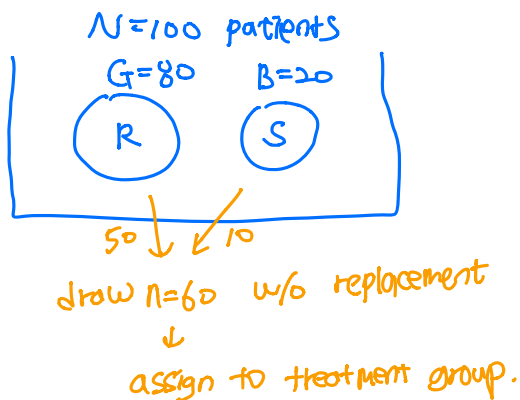 N=100 patients
G=80 B=20
R S
50 10
draw n=60 w/o replacement
assign to treatment group.